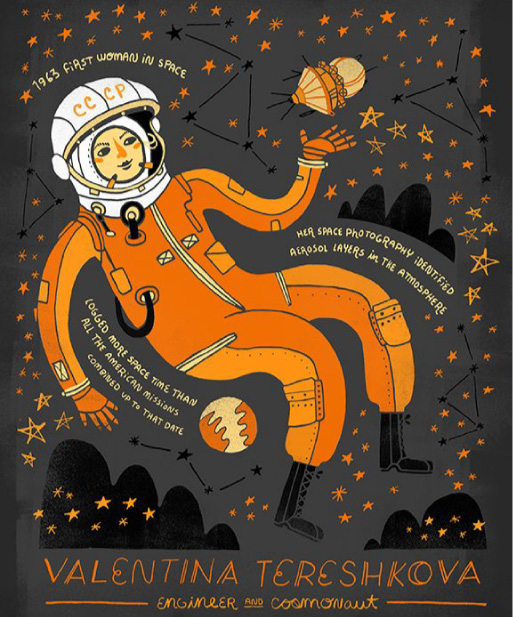 1963 FIRST WOMAN IN SPACE
CC CP
HER SPACE PHOTOGRAPHY IDENTIFIED
AEROSOL LAYERS in THE ATMOSPHERE
LOGGED MORE SPACE TIME THAN
ALL THE AMERICAN MISSIONS
COMBINED UP TO THAT DATE
VALENTINA TERESHKOVA
ENGINEER AND COSMONAUT